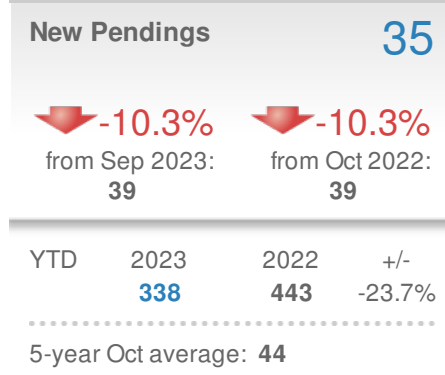 New Pendings 35
-10.3% -10.3%
from Sep 2023: from Oct 2022:
39 39
YTD 2023 2022 +/-
338 443 -23.7%
5-year Oct average: 44